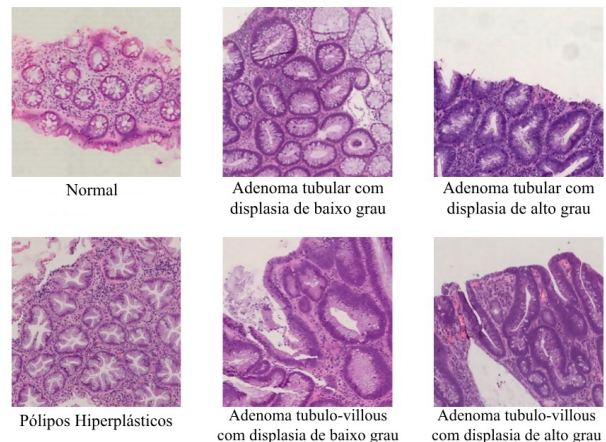 Normal
Adenoma tubular com
displasia de baixo grau
Adenoma tubular com
displasia de alto grau
Pólipos Hiperplásticos
Adenoma tubulo-villous
com displasia de baixo grau
Adenoma tubulo-villous
com displasia de alto grau